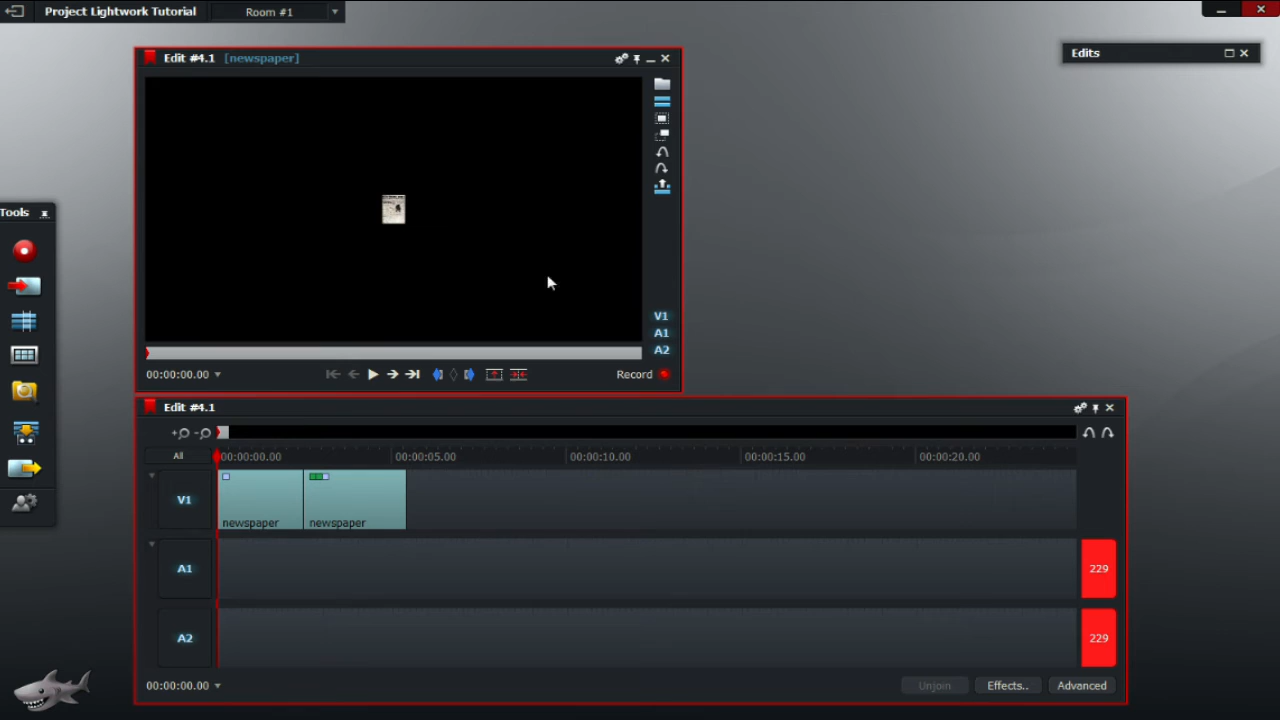 Project Lightwork Tutorial
Room #1
Edit #4.1 [newspaper]
Edits
Tools
V1
A1
A2
00:00:00.00
Record
Edit #4.1
All
00:00:00.00 00:00:05.00 00:00:10.00 00:00:15.00 00:00:20.00
V1
newspaper newspaper
A1
229
A2
229
00:00:00.00
Unjoin
Effects..
Advanced